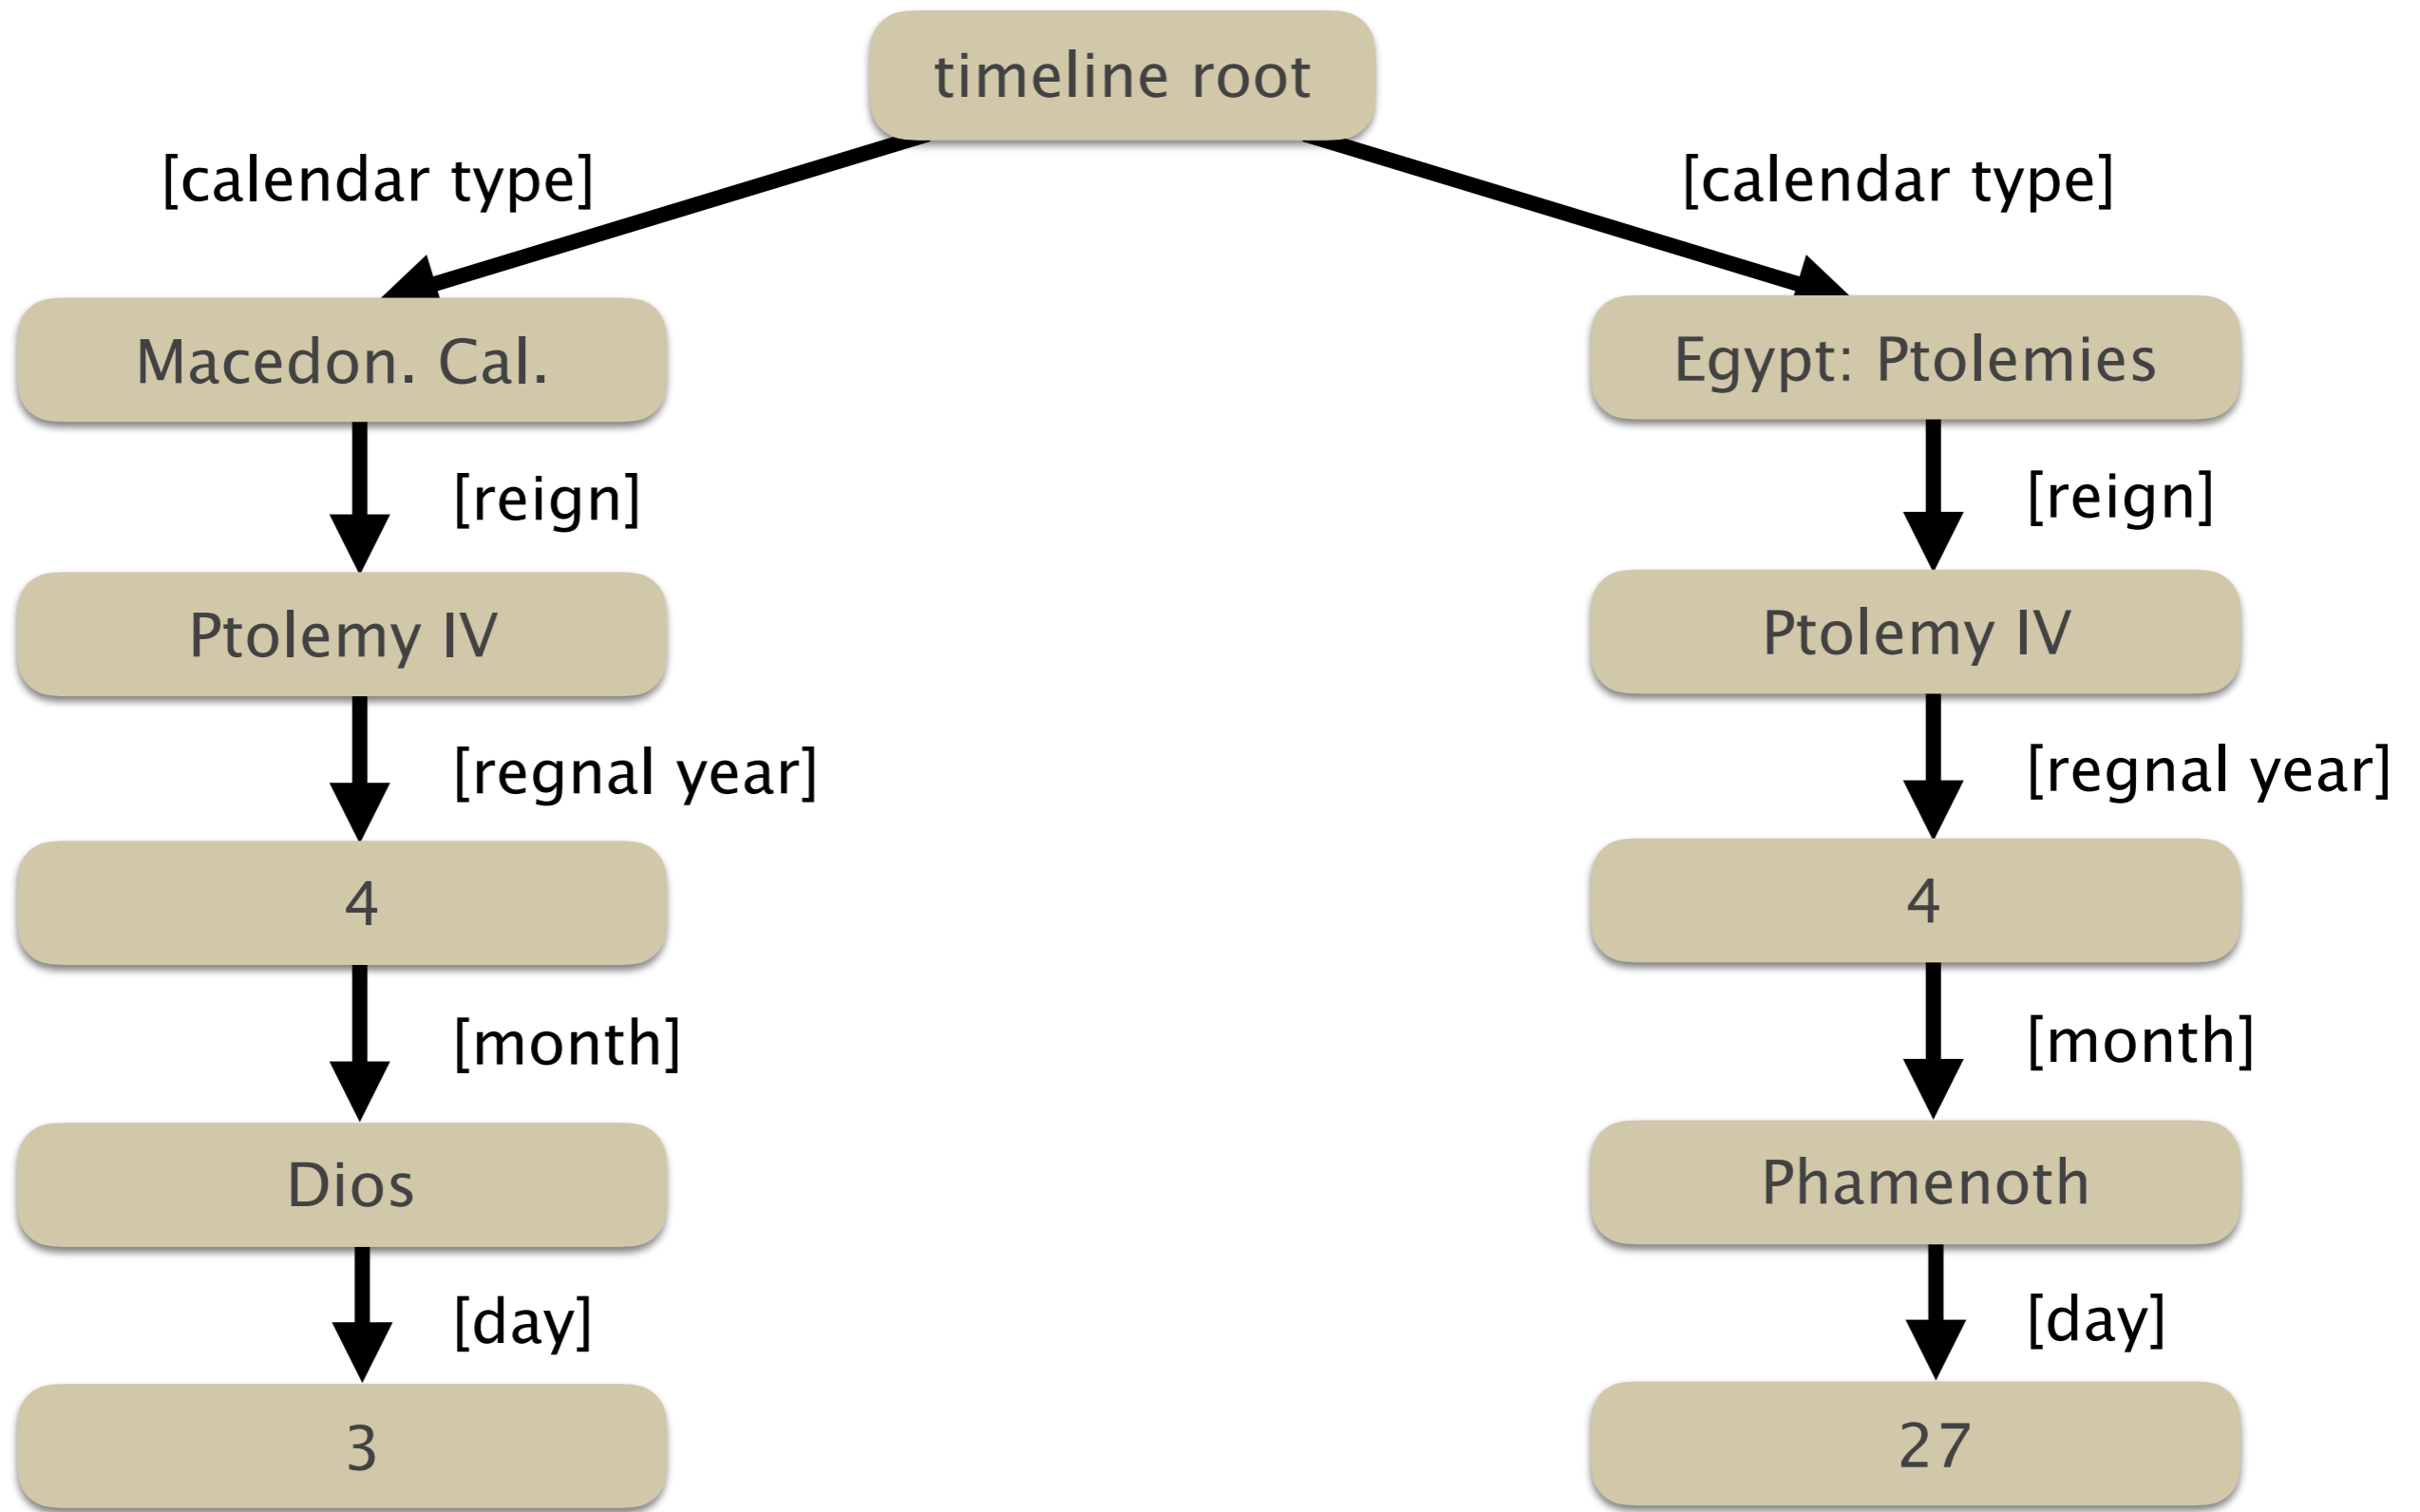 timeline root
[calendar type]
[calendar type]
Macedon. Cal.
Egypt: Ptolemies
[reign]
[reign]
Ptolemy IV
Ptolemy IV
[regnal year]
[regnal year]
4
4
[month]
[month]
Dios
Phamenoth
[day]
[day]
3
27